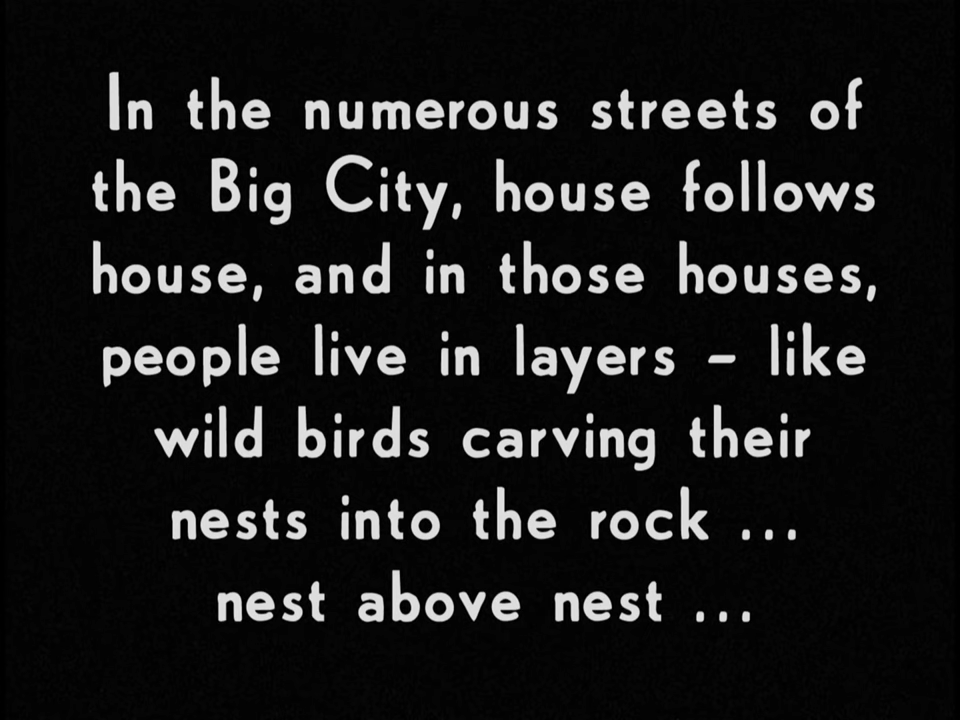 In the numerous streets of
the Big City, house follows
house, and in those houses,
people live in layers – like
wild birds carving their
nests into the rock ...
nest above nest ...